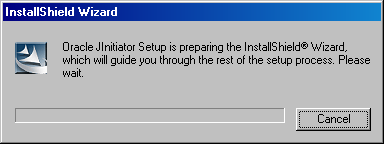 InstallShield Wizard
Oracle JInitiator Setup is preparing the InstallShield® Wizard,
which will guide you through the rest of the setup process. Please
wait.
Cancel